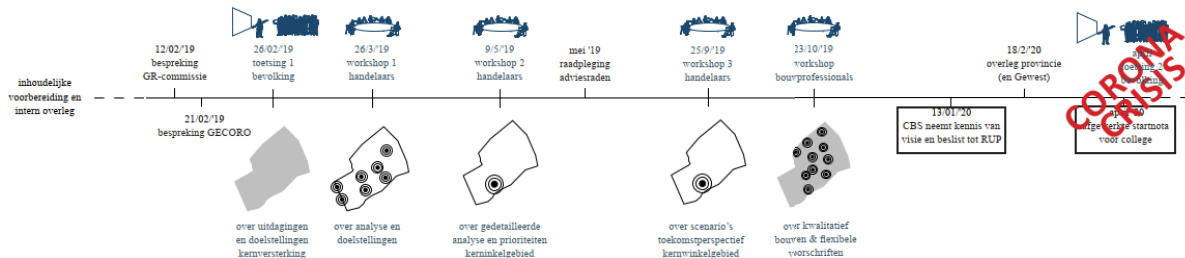 inhoudelijke
voorbereiding en
intern overleg
12/02/'19
bespreking
GR-commissie
21/02/'19
bespreking GECORO
26/02/'19
toetsing 1
bevolking
over uitdagingen
en doelstellingen
kernversterking
26/3/'19
workshop 1
handelaars
over analyse en
doelstellingen
9/5/'19
workshop 2
handelaars
over gedetailleerde
analyse en prioriteiten
kerninkelgebied
mei '19
raadpleging
adviesraden
25/9/'19
workshop 3
handelaars
over scenario's
toekomstperspectief
kernwinkelgebied
23/10/'19
workshop
bouwprofessionals
over kwalitatief
bouwen & flexibele
voorschriften
13/01/'20
CBS neemt kennis van
visie en beslist tot RUP
18/2/'20
overleg provincie
(en Gewest)
toetsing 2
bevolking
startnota
voor college
CORONA
CRISIS